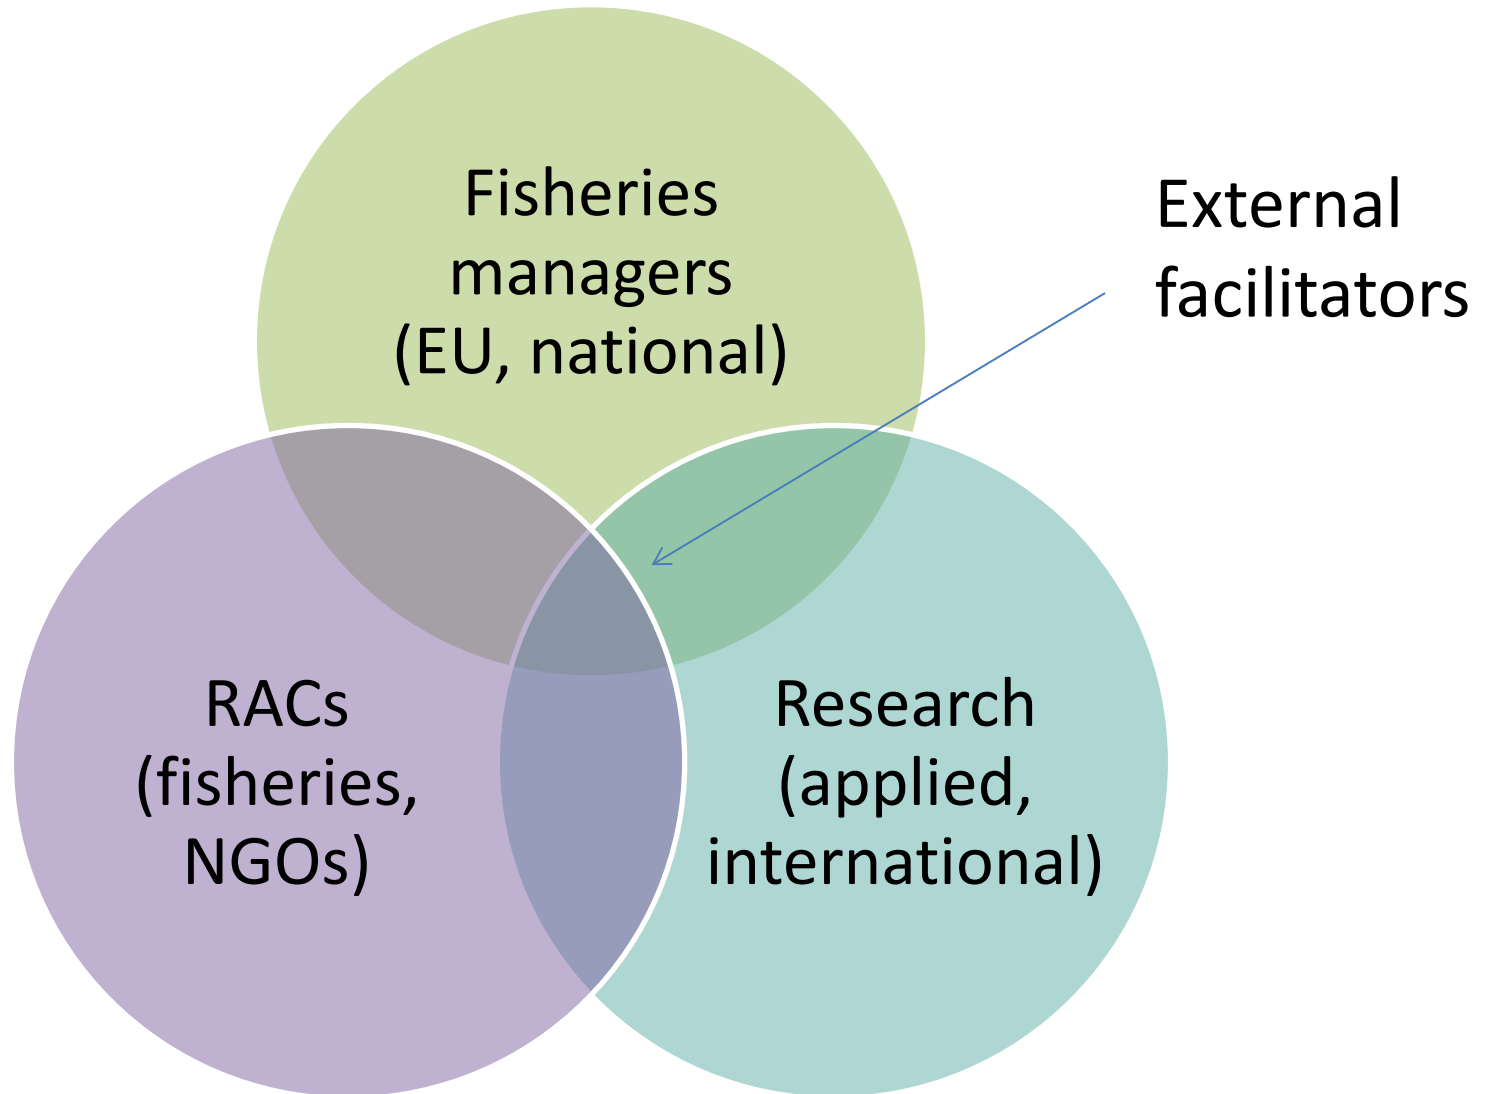 Fisheries
managers
(EU, national)
External
facilitators
RACs
(fisheries,
NGOs)
Research
(applied,
international)